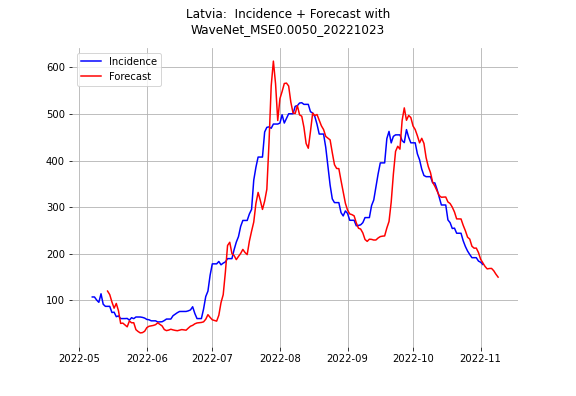 Latvia:  Incidence + Forecast with
WaveNet_MSE0.0050_20221023
Incidence
Forecast
600
500
400
300
200
100
2022-05 2022-06 2022-07 2022-08 2022-09 2022-10 2022-11